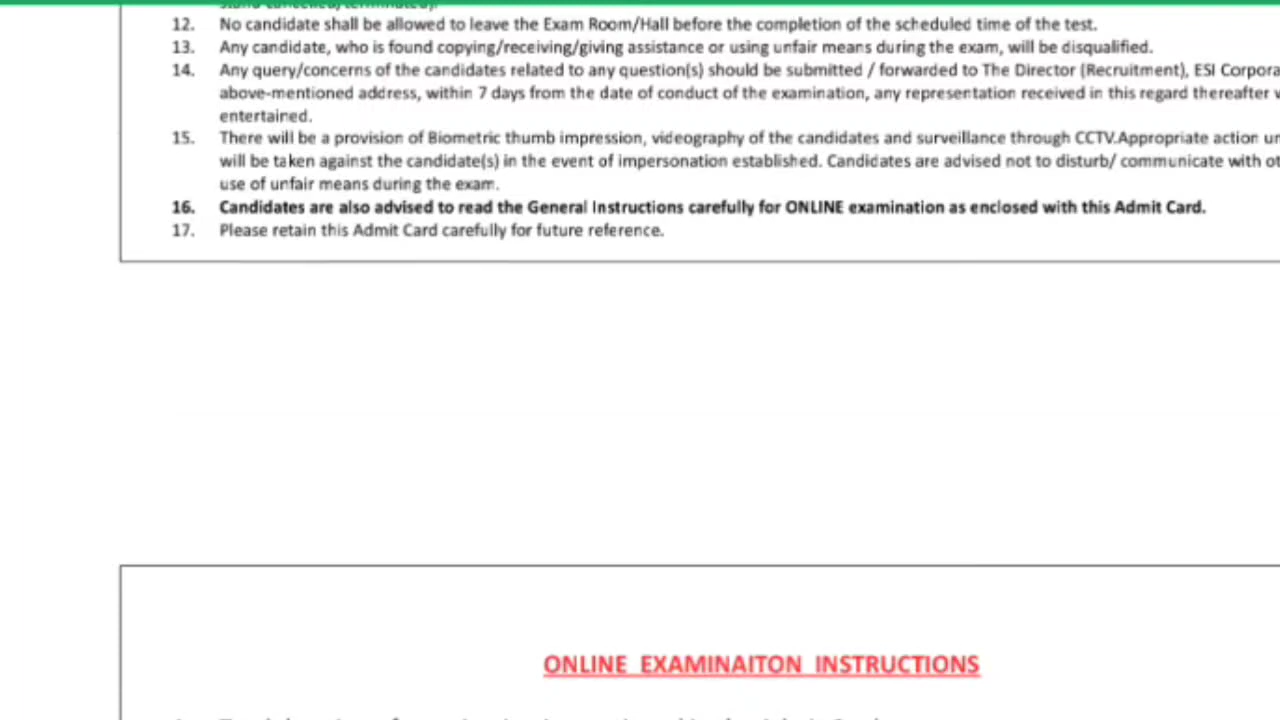 12. No candidate shall be allowed to leave the Exam Room/Hall before the completion of the scheduled time of the test.
13. Any candidate, who is found copying/receiving/giving assistance or using unfair means during the exam, will be disqualified.
14. Any query/concerns of the candidates related to any question(s) should be submitted / forwarded to The Director (Recruitment), ESI Corpora
above-mentioned address, within 7 days from the date of conduct of the examination, any representation received in this regard thereafter
entertained.
15. There will be a provision of Biometric thumb impression, videography of the candidates and surveillance through CCTV.Appropriate action un
will be taken against the candidate(s) in the event of impersonation established. Candidates are advised not to disturb/ communicate with ot
use of unfair means during the exam.
16. Candidates are also advised to read the General Instructions carefully for ONLINE examination as enclosed with this Admit Card.
17. Please retain this Admit Card carefully for future reference.
ONLINE EXAMINAITON INSTRUCTIONS